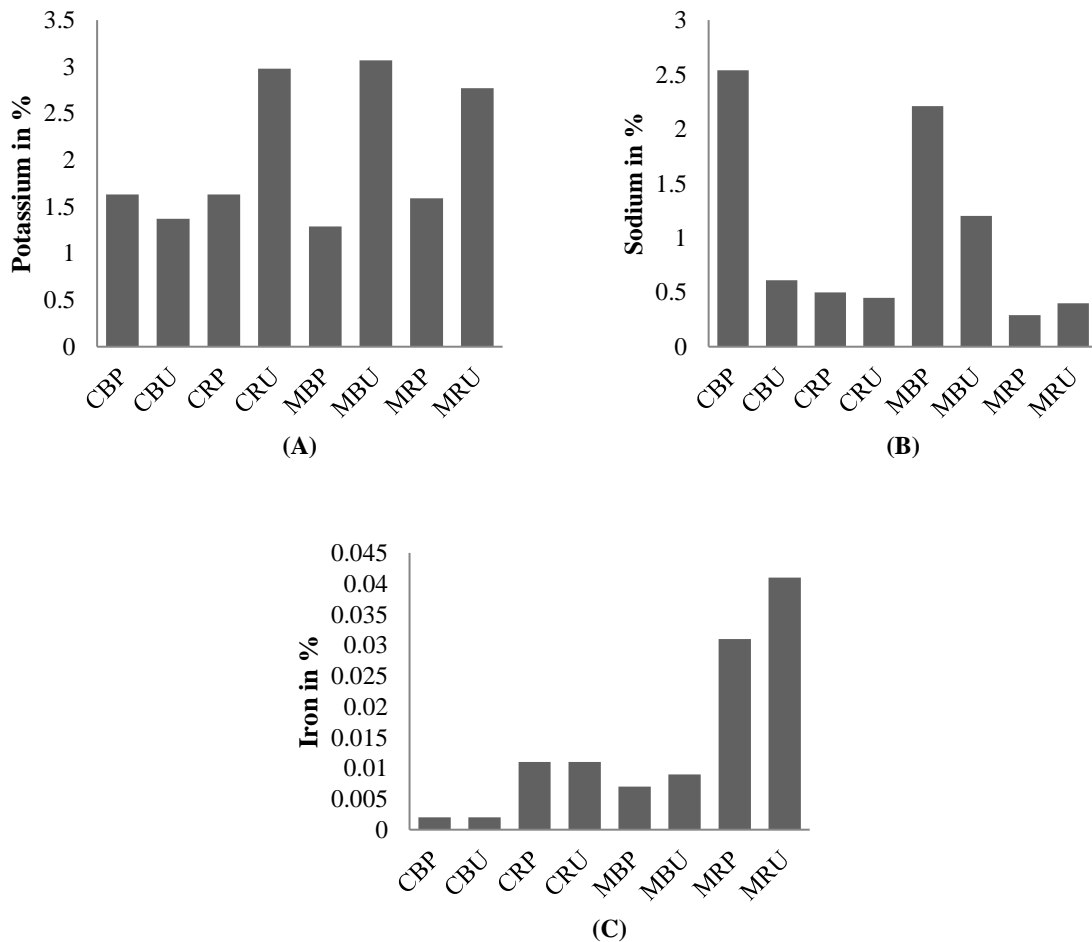 Potassium in %
3.5
3
2.5
2
1.5
1
0.5
0
CBP CBU CRP CRU MBP MBU MRP MRU
(A)
Sodium in %
3
2.5
2
1.5
1
0.5
0
CBP CBU CRP CRU MBP MBU MRP MRU
(B)
Iron in %
0.045
0.04
0.035
0.03
0.025
0.02
0.015
0.01
0.005
0
CBP CBU CRP CRU MBP MBU MRP MRU
(C)